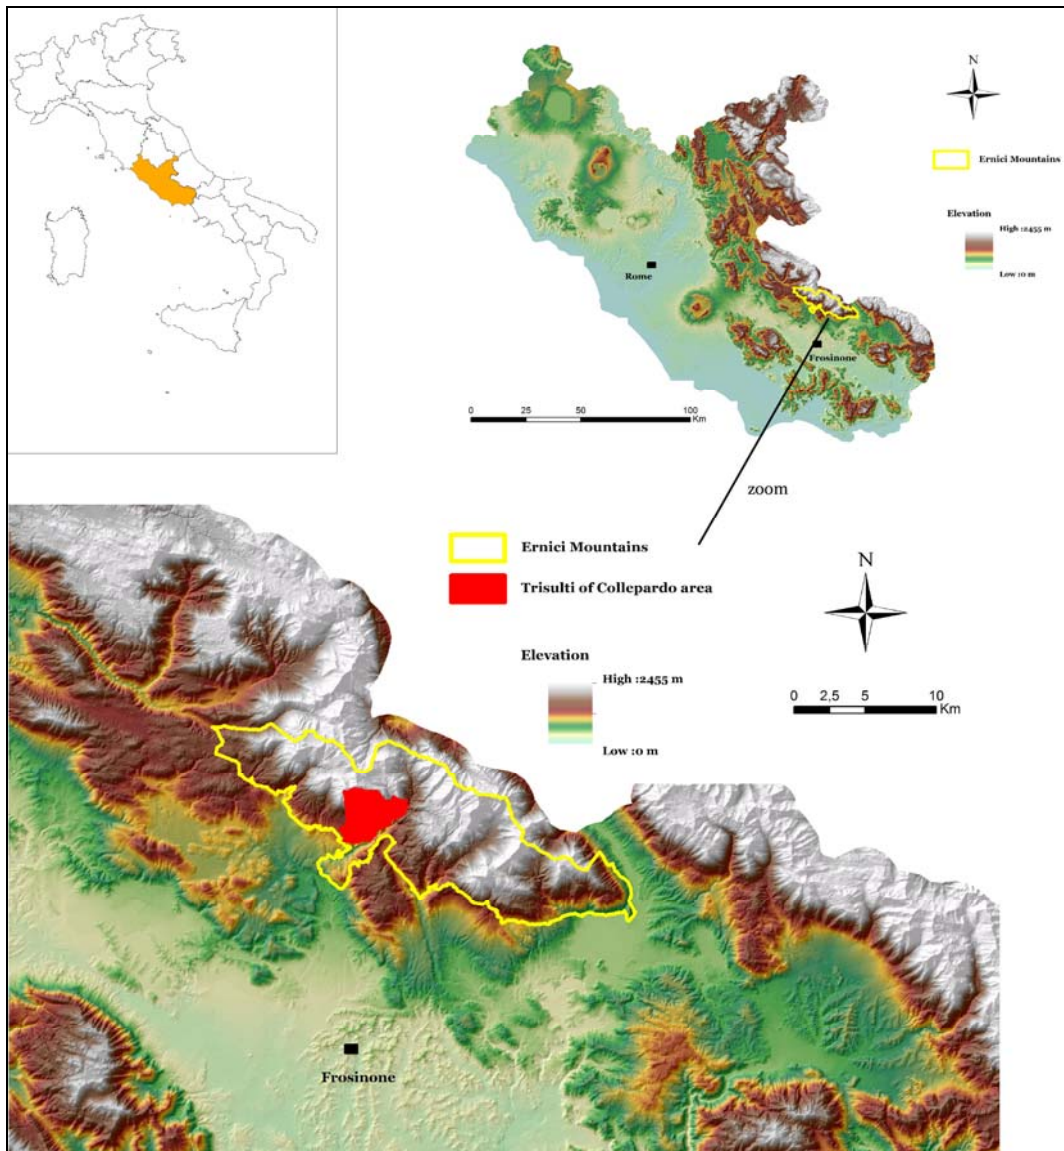 N
Ernici Mountains
Elevation
High :2455 m
Low :0 m
Rome
Frosinone
0 25 50 100
Km
zoom
Ernici Mountains
Trisulti of Collepardo area
N
Elevation
High :2455 m
Low :0 m
0 2,5 5 10
Km
Frosinone